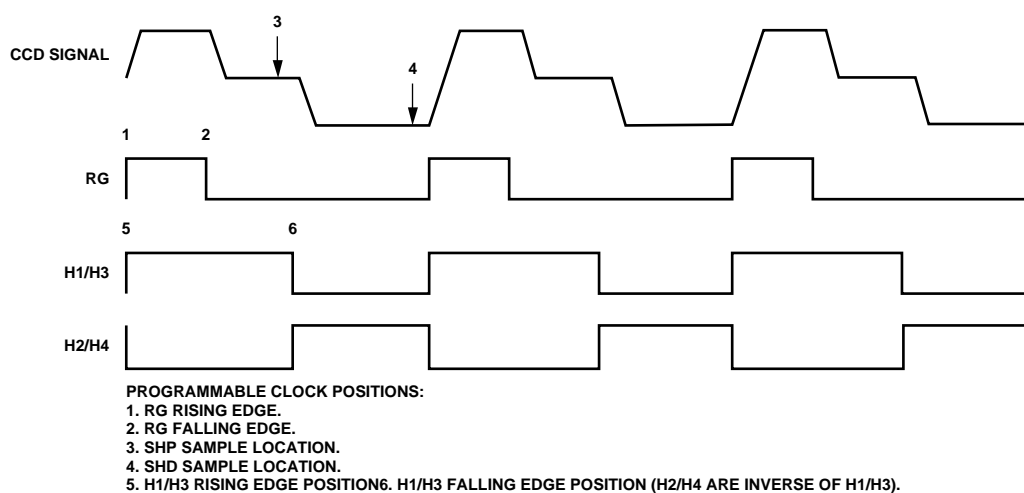 3
CCD SIGNAL
4
1 2
RG
5 6
H1/H3
H2/H4
PROGRAMMABLE CLOCK POSITIONS:
1. RG RISING EDGE.
2. RG FALLING EDGE.
3. SHP SAMPLE LOCATION.
4. SHD SAMPLE LOCATION.
5. H1/H3 RISING EDGE POSITION6. H1/H3 FALLING EDGE POSITION (H2/H4 ARE INVERSE OF H1/H3).